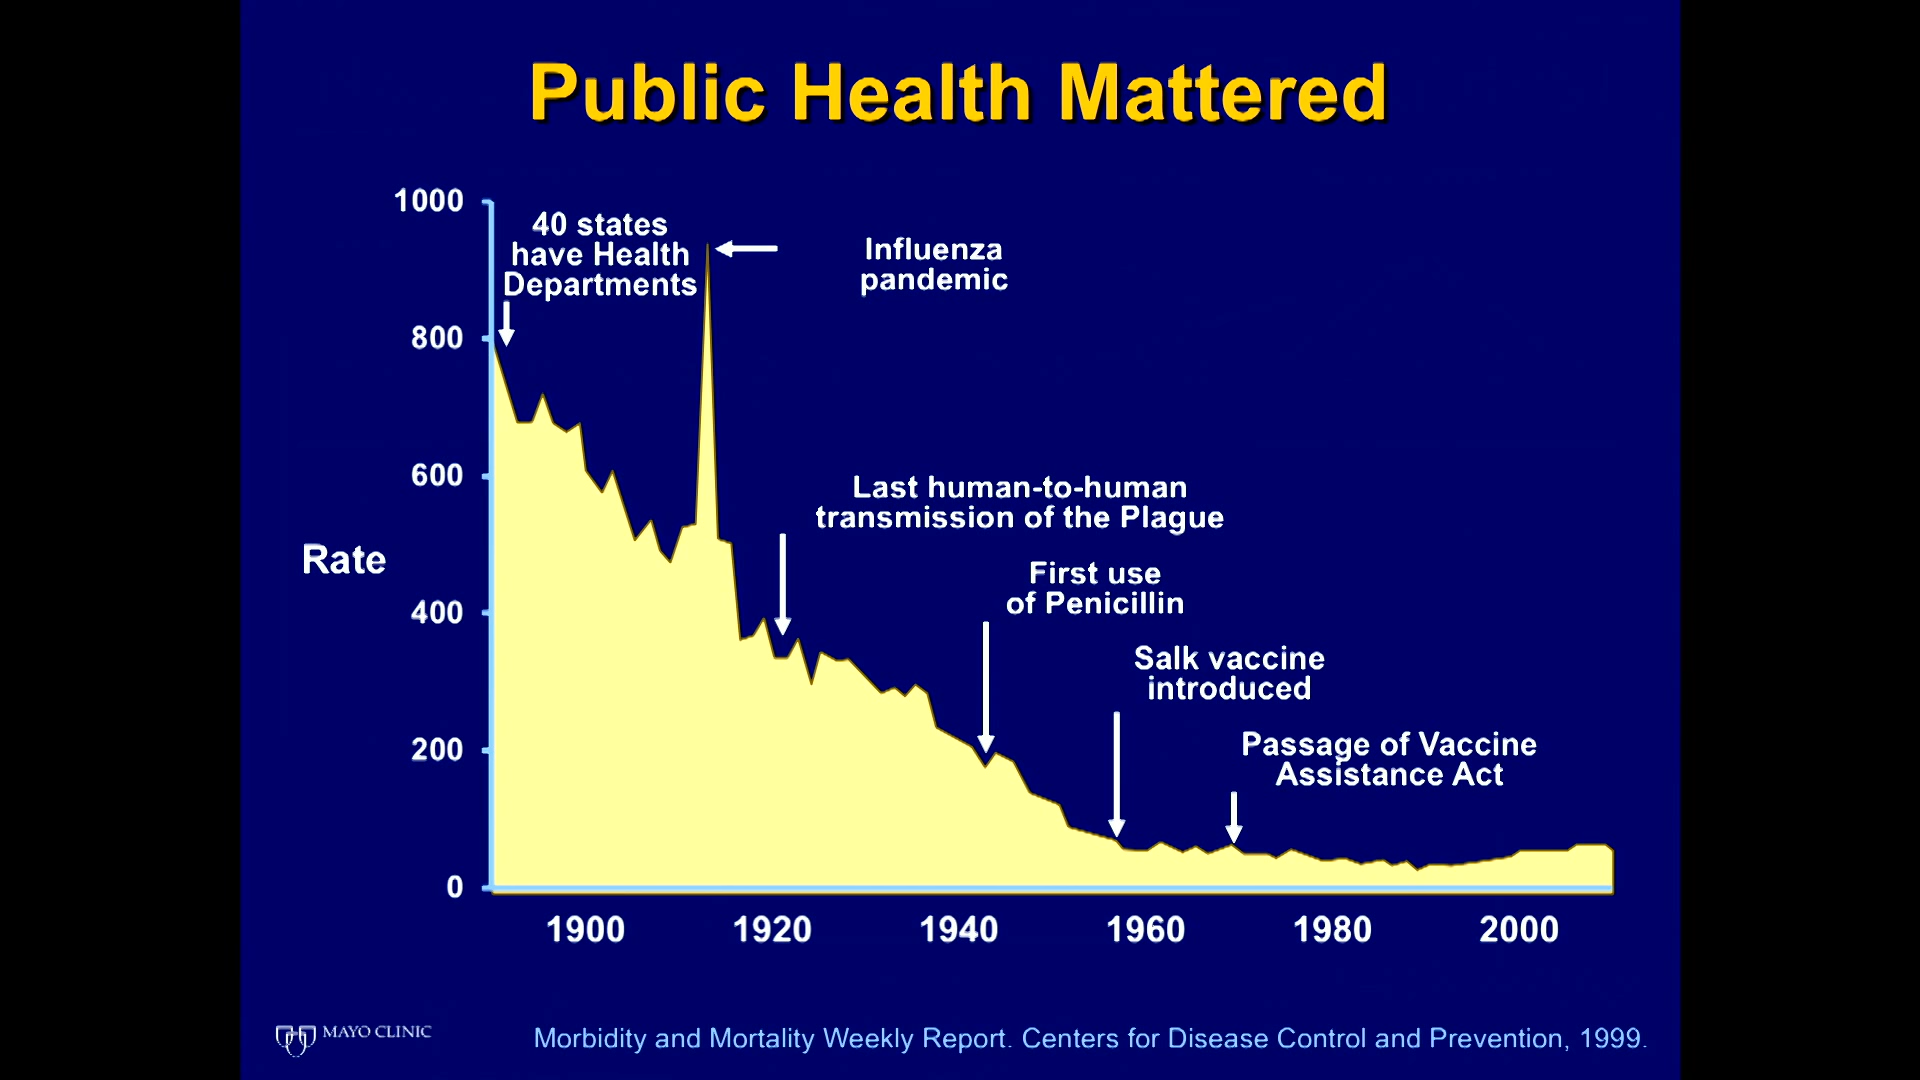 Public Health Mattered
1000
40 states
have Health
Departments
Influenza
pandemic
800
600
Last human-to-human
transmission of the Plague
Rate
First use
of Penicillin
400
Salk vaccine
introduced
200
Passage of Vaccine
Assistance Act
0
1900 1920 1940 1960 1980 2000
MAYO CLINIC
Morbidity and Mortality Weekly Report. Centers for Disease Control and Prevention, 1999.